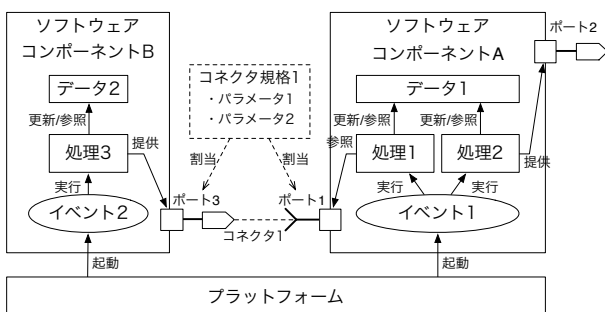 ソフトウェア
コンポーネントB
データ2
更新/参照
処理3
提供
実行
イベント2
起動
コネクタ規格1
・パラメータ1
・パラメータ2
割当
割当
ポート3
コネクタ1
ポート1
ソフトウェア
コンポーネントA
ポート2
データ1
更新/参照
更新/参照
参照
処理1
処理2
提供
実行
実行
イベント1
起動
プラットフォーム